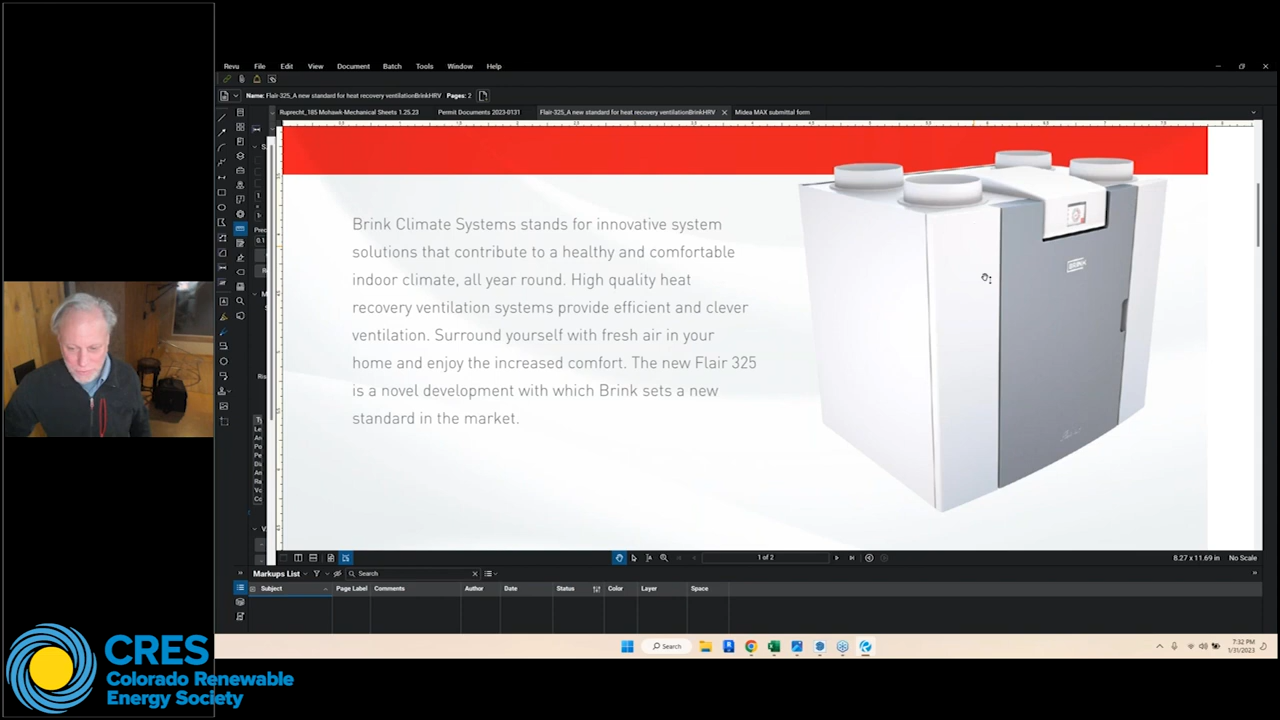 Revu File Edit View Document Batch Tools Window Help
Name: Flair-325_A new standard for heat recovery ventilationBrinkHRV Pages: 2
Ruprecht_185 Mohawk-Mechanical Sheets 1.25.23 Permit Documents 2023-0131 Flair-325_A new standard for heat recovery ventilationBrinkHRV Midea MAX submittal form
Brink Climate Systems stands for innovative system
solutions that contribute to a healthy and comfortable
indoor climate, all year round. High quality heat
recovery ventilation systems provide efficient and clever
ventilation. Surround yourself with fresh air in your
home and enjoy the increased comfort. The new Flair 325
is a novel development with which Brink sets a new
standard in the market.
BRINK
1 of 2
8.27 x 11.69 in No Scale
Markups List Search
Subject Page Label Comments Author Date Status Color Layer Space
Search
7:32 PM
1/31/2023
CRES
Colorado Renewable
Energy Society